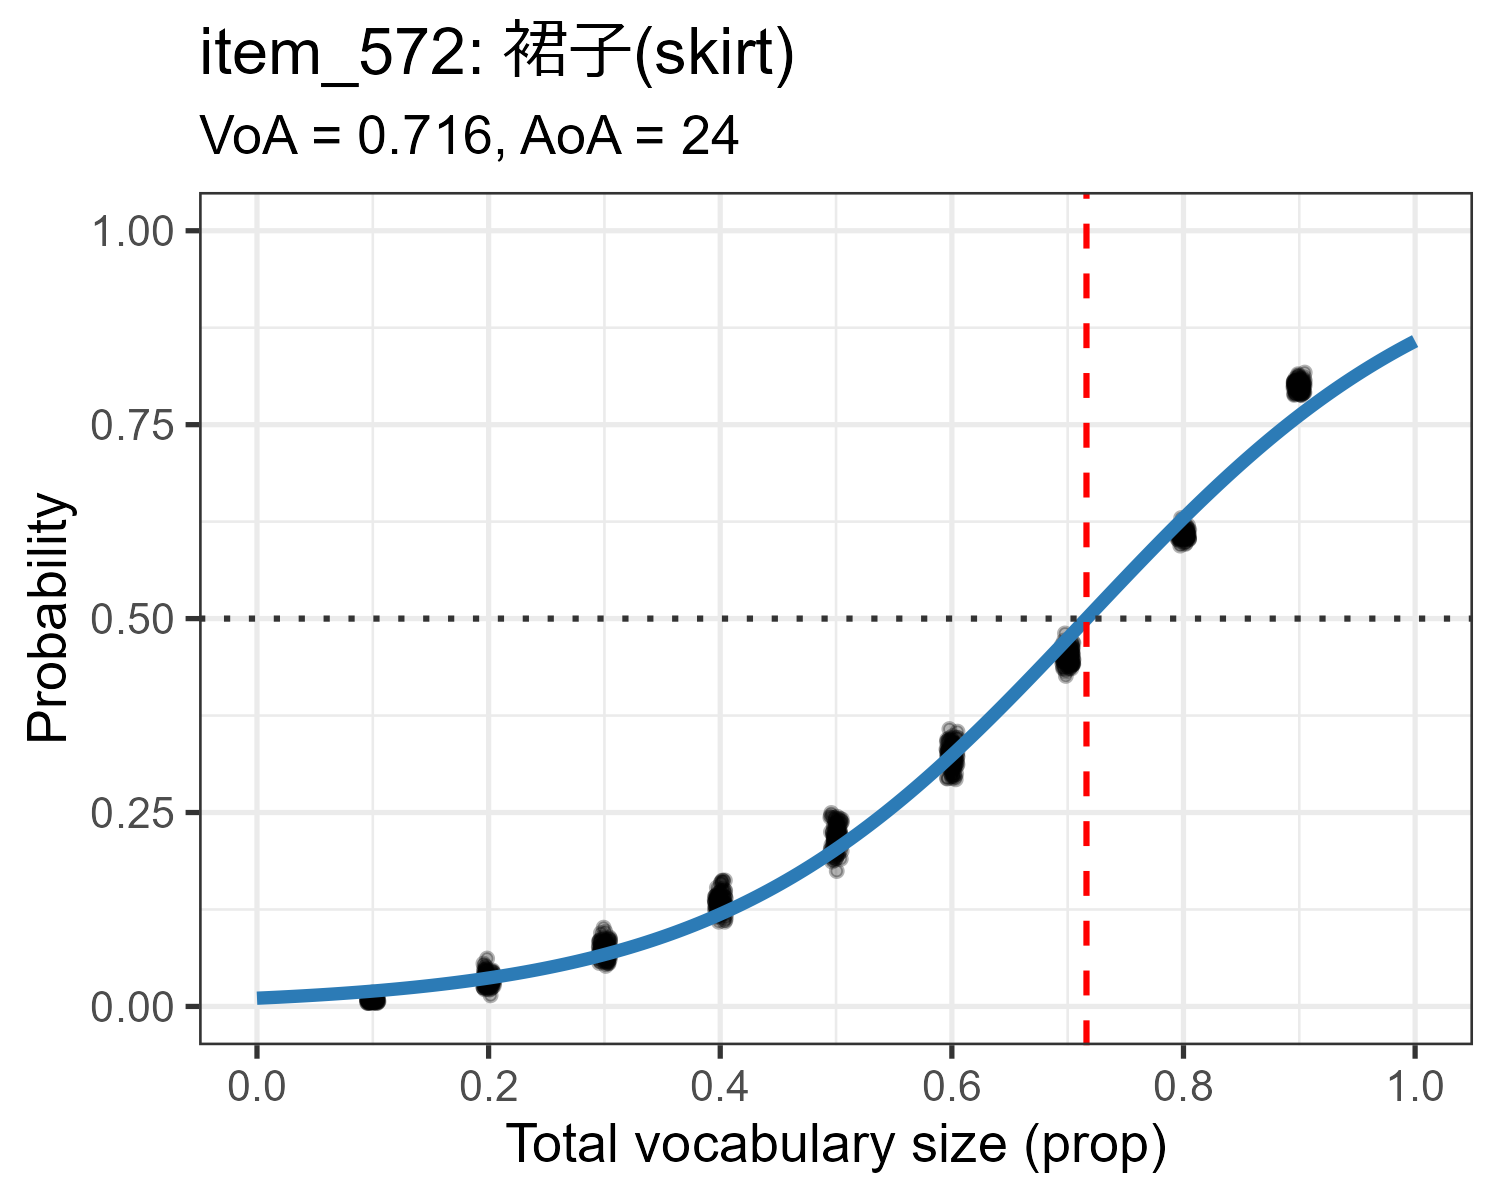 item_572: 裙子(skirt)
VoA = 0.716, AoA = 24
1.00
0.75
0.50
0.25
0.00
Probability
0.0 0.2 0.4 0.6 0.8 1.0
Total vocabulary size (prop)